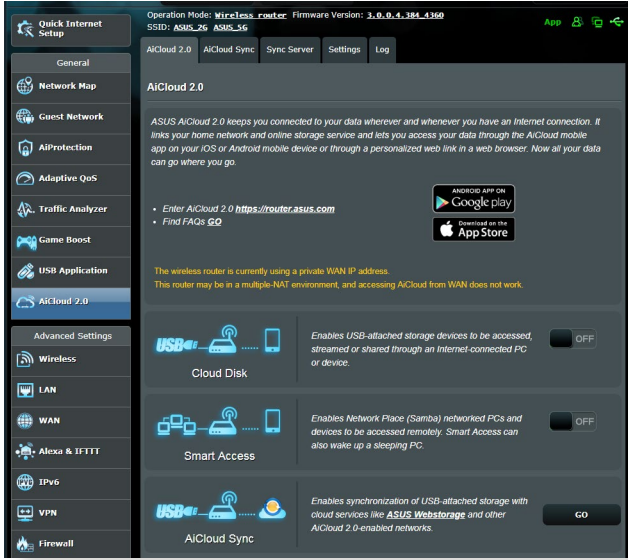 Quick Internet
Setup
Operation Mode: Wireless router Firmware Version: 3.0.0.4.384_4360
SSID: ASUS_2G ASUS_5G
App
AiCloud 2.0 AiCloud Sync Sync Server Settings Log
General
Network Map
Guest Network
AiProtection
Adaptive QoS
Traffic Analyzer
Game Boost
USB Application
AiCloud 2.0
Advanced Settings
Wireless
LAN
WAN
Alexa & IFTTT
IPv6
VPN
Firewall
AiCloud 2.0
ASUS AiCloud 2.0 keeps you connected to your data wherever and whenever you have an Internet connection. It
links your home network and online storage service and lets you access your data through the AiCloud mobile
app on your iOS or Android mobile device or through a personalized web link in a web browser. Now all your data
can go where you go.
• Enter AiCloud 2.0 https://router.asus.com
• Find FAQs GO
ANDROID APP ON
Google play
Download on the
App Store
The wireless router is currently using a private WAN IP address.
This router may be in a multiple-NAT environment, and accessing AiCloud from WAN does not work.
USB
Cloud Disk
Enables USB-attached storage devices to be accessed,
streamed or shared through an Internet-connected PC
or device.
OFF
Smart Access
Enables Network Place (Samba) networked PCs and
devices to be accessed remotely. Smart Access can
also wake up a sleeping PC.
OFF
USB
AiCloud Sync
Enables synchronization of USB-attached storage with
cloud services like ASUS Webstorage and other
AiCloud 2.0-enabled networks.
GO